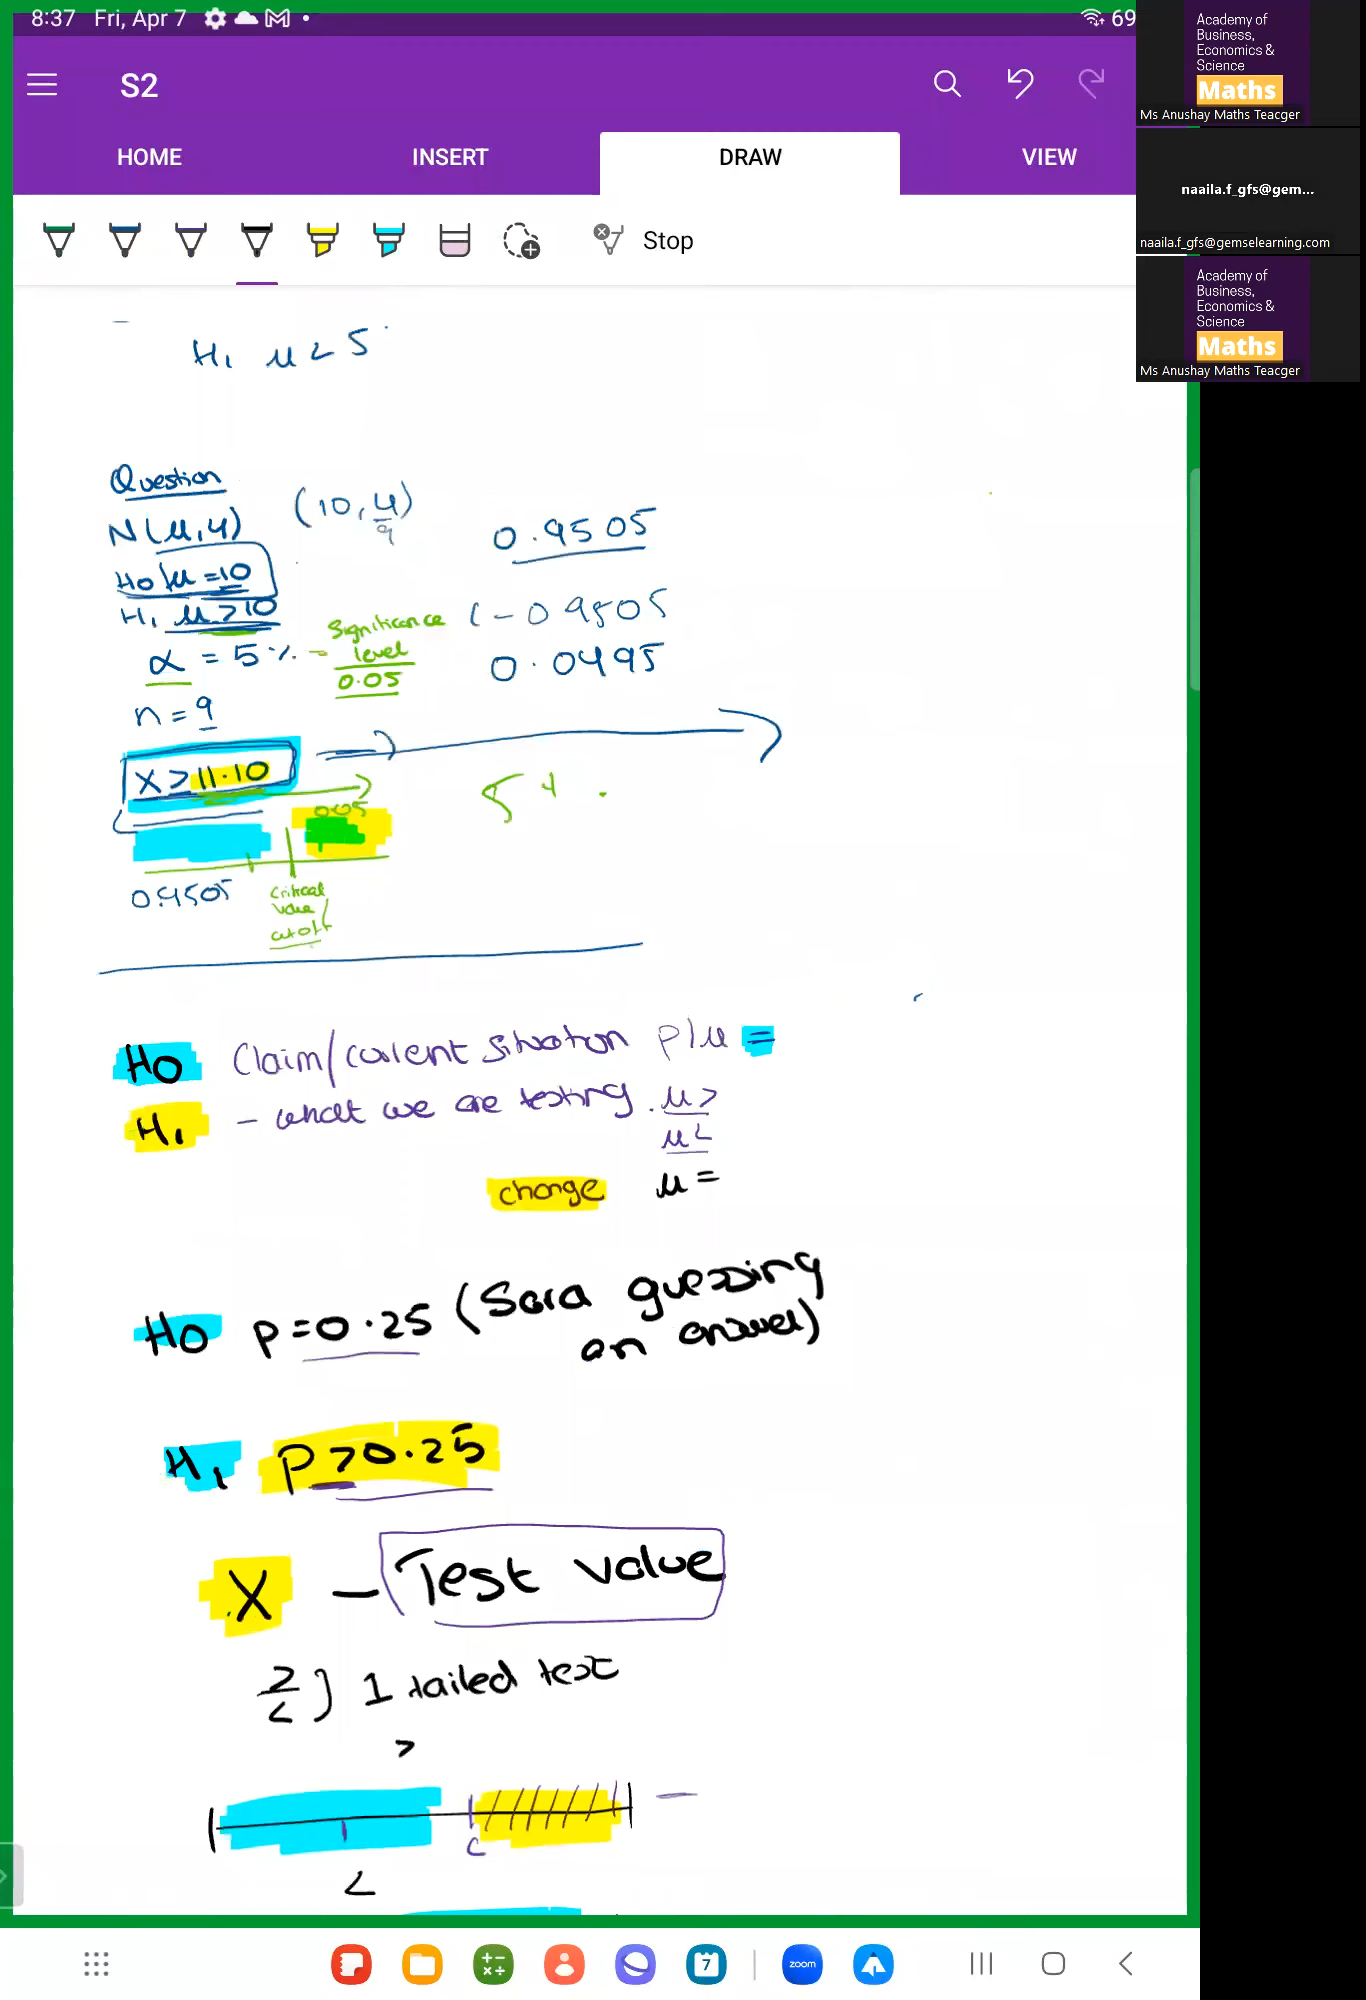 8:37 Fri, Apr 7
69
S2
HOME INSERT DRAW VIEW
Stop
Academy of
Business,
Economics &
Science
Maths
Ms Anushay Maths Teacger
naaila.f_gfs@gem...
naaila.f_gfs@gemselearning.com
Academy of
Business,
Economics &
Science
Maths
Ms Anushay Maths Teacger
H₁ μ < 5
Question
N(μ, 4) (10, 4/9)
0.9505
H0 μ = 10
H₁ μ > 10
1 - 0.9505
α = 5% - Significance level 0.05
0.0495
n = 9
X > 11.10
0.05
0.9505
critical
value /
cutoff
H0 Claim/current situation p/μ =
H₁ - what we are testing. μ >
μ <
change μ =
H0 p = 0.25 (Sara guessing
an answer)
H₁ P > 0.25
X - Test value
1 tailed test
>
c
<
7
zoom